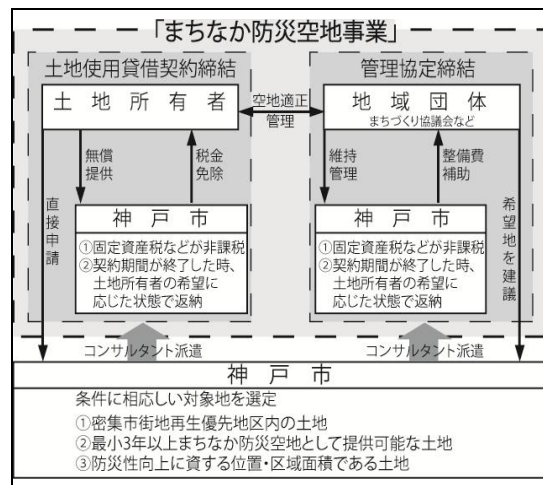 「まちなか防災空地事業」
土地使用貸借契約締結
管理協定締結
土地所有者
空地適正
管理
地域団体
まちづくり協議会など
無償
提供
税金
免除
維持
管理
整備費
補助
直接申請
希望地を建議
神戸市
①固定資産税などが非課税
②契約期間が終了した時、
土地所有者の希望に
応じた状態で返納
神戸市
①固定資産税などが非課税
②契約期間が終了した時、
土地所有者の希望に
応じた状態で返納
コンサルタント派遣
コンサルタント派遣
神戸市
条件に相応しい対象地を選定
①密集市街地再生優先地区内の土地
②最小3年以上まちなか防災空地として提供可能な土地
③防災性向上に資する位置・区域面積である土地